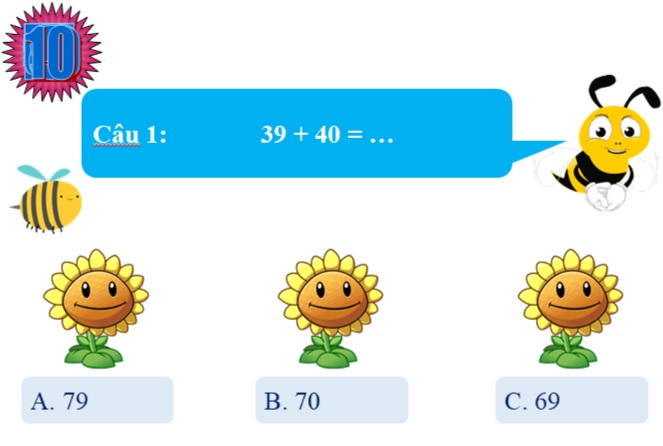 10
Câu 1: 39 + 40 = …
A. 79
B. 70
C. 69